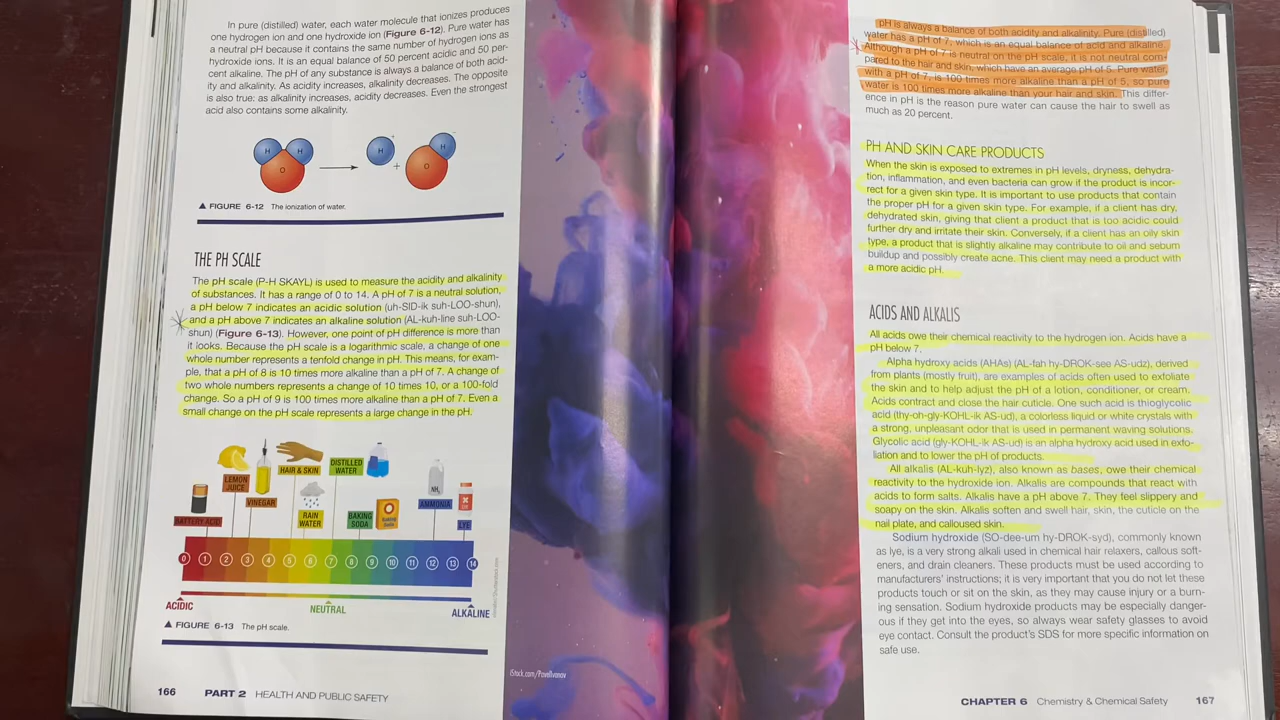 In pure (distilled) water, each water molecule that ionizes produces
one hydrogen ion and one hydroxide ion (Figure 6-12). Pure water has
a neutral pH because it contains the same number of hydrogen ions as
hydroxide ions. It is an equal balance of 50 percent acidic and 50 per-
cent alkaline. The pH of any substance is always a balance of both acid-
ity and alkalinity. As acidity increases, alkalinity decreases. The opposite
is also true; as alkalinity increases, acidity decreases. Even the strongest
acid also contains some alkalinity.
H H O
H +
+
O H -
▲ FIGURE 6-12 The ionization of water.
THE PH SCALE
The pH scale (P-H SKAYL) is used to measure the acidity and alkalinity
of substances. It has a range of 0 to 14. A pH of 7 is a neutral solution,
a pH below 7 indicates an acidic solution (uh-SID-ik suh-LOO-shun),
and a pH above 7 indicates an alkaline solution (AL-kuh-line suh-LOO-
shun) (Figure 6-13). However, one point of pH difference is more than
it looks. Because the pH scale is a logarithmic scale, a change of one
whole number represents a tenfold change in pH. This means, for exam-
ple, that a pH of 8 is 10 times more alkaline than a pH of 7. A change of
two whole numbers represents a change of 10 times 10, or a 100-fold
change. So a pH of 9 is 100 times more alkaline than a pH of 7. Even a
small change on the pH scale represents a large change in the pH.
BATTERY ACID
LEMON
JUICE
VINEGAR
HAIR & SKIN
RAIN
WATER
DISTILLED
WATER
BAKING
SODA
BAKING
SODA
NH₃
AMMONIA
LYE
0 1 2 3 4 5 6 7 8 9 10 11 12 13 14
ACIDIC
NEUTRAL
ALKALINE
▲ FIGURE 6-13 The pH scale.
166 PART 2 HEALTH AND PUBLIC SAFETY
iStock.com/PavelIvanov
pH is always a balance of both acidity and alkalinity. Pure (distilled)
water has a pH of 7, which is an equal balance of acid and alkaline.
Although a pH of 7 is neutral on the pH scale, it is not neutral com-
pared to the hair and skin, which have an average pH of 5. Pure water,
with a pH of 7, is 100 times more alkaline than a pH of 5, so pure
water is 100 times more alkaline than your hair and skin. This differ-
ence in pH is the reason pure water can cause the hair to swell as
much as 20 percent.
PH AND SKIN CARE PRODUCTS
When the skin is exposed to extremes in pH levels, dryness, dehydra-
tion, inflammation, and even bacteria can grow if the product is incor-
rect for a given skin type. It is important to use products that contain
the proper pH for a given skin type. For example, if a client has dry,
dehydrated skin, giving that client a product that is too acidic could
further dry and irritate their skin. Conversely, if a client has an oily skin
type, a product that is slightly alkaline may contribute to oil and sebum
buildup and possibly create acne. This client may need a product with
a more acidic pH.
ACIDS AND ALKALIS
All acids owe their chemical reactivity to the hydrogen ion. Acids have a
pH below 7.
Alpha hydroxy acids (AHAs) (AL-fah hy-DROK-see AS-udz), derived
from plants (mostly fruit), are examples of acids often used to exfoliate
the skin and to help adjust the pH of a lotion, conditioner, or cream.
Acids contract and close the hair cuticle. One such acid is thioglycolic
acid (thy-oh-gly-KOHL-ik AS-ud), a colorless liquid or white crystals with
a strong, unpleasant odor that is used in permanent waving solutions.
Glycolic acid (gly-KOHL-ik AS-ud) is an alpha hydroxy acid used in exfo-
liation and to lower the pH of products.
All alkalis (AL-kuh-lyz), also known as bases, owe their chemical
reactivity to the hydroxide ion. Alkalis are compounds that react with
acids to form salts. Alkalis have a pH above 7. They feel slippery and
soapy on the skin. Alkalis soften and swell hair, skin, the cuticle on the
nail plate, and calloused skin.
Sodium hydroxide (SO-dee-um hy-DROK-syd), commonly known
as lye, is a very strong alkali used in chemical hair relaxers, callous soft-
eners, and drain cleaners. These products must be used according to
manufacturers' instructions; it is very important that you do not let these
products touch or sit on the skin, as they may cause injury or a burn-
ing sensation. Sodium hydroxide products may be especially danger-
ous if they get into the eyes, so always wear safety glasses to avoid
eye contact. Consult the product's SDS for more specific information on
safe use.
CHAPTER 6 Chemistry & Chemical Safety 167